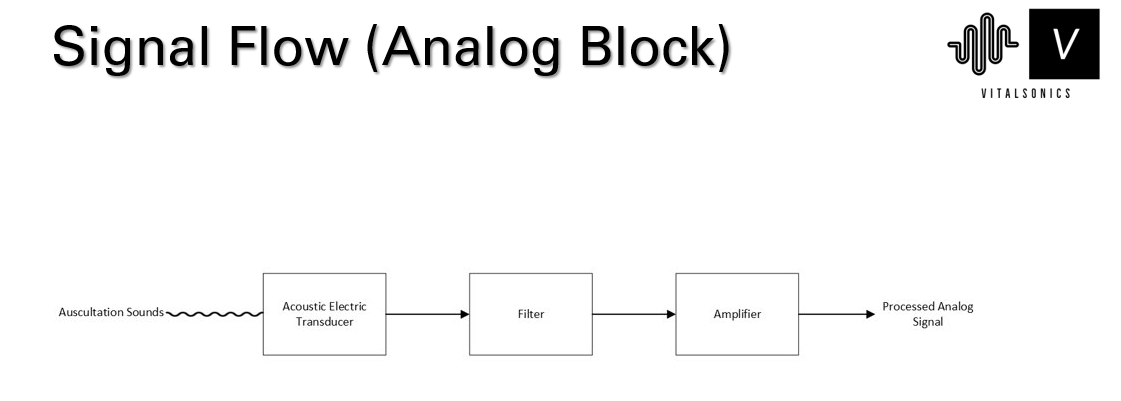 Signal Flow (Analog Block)
V
VITALSONICS
Auscultation Sounds
Acoustic Electric
Transducer
Filter
Amplifier
Processed Analog
Signal